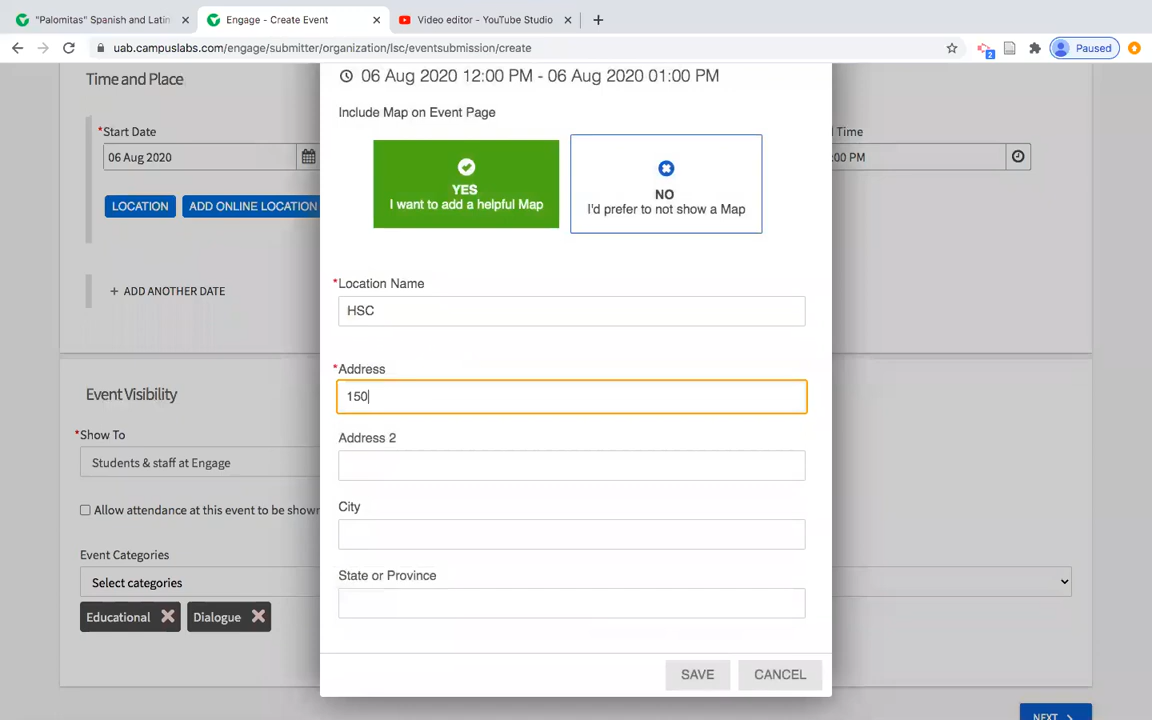 "Palomitas" Spanish and Latin
Engage - Create Event
Video editor - YouTube Studio
uab.campuslabs.com/engage/submitter/organization/lsc/eventsubmission/create
2
Paused
Time and Place
06 Aug 2020 12:00 PM - 06 Aug 2020 01:00 PM
Include Map on Event Page
*Start Date
Time
06 Aug 2020
:00 PM
YES
I want to add a helpful Map
NO
I'd prefer to not show a Map
LOCATION
ADD ONLINE LOCATION
+ ADD ANOTHER DATE
*Location Name
HSC
*Address
150
Event Visibility
*Show To
Address 2
Students & staff at Engage
City
Allow attendance at this event to be shown
Event Categories
State or Province
Select categories
Educational
Dialogue
SAVE
CANCEL
NEXT